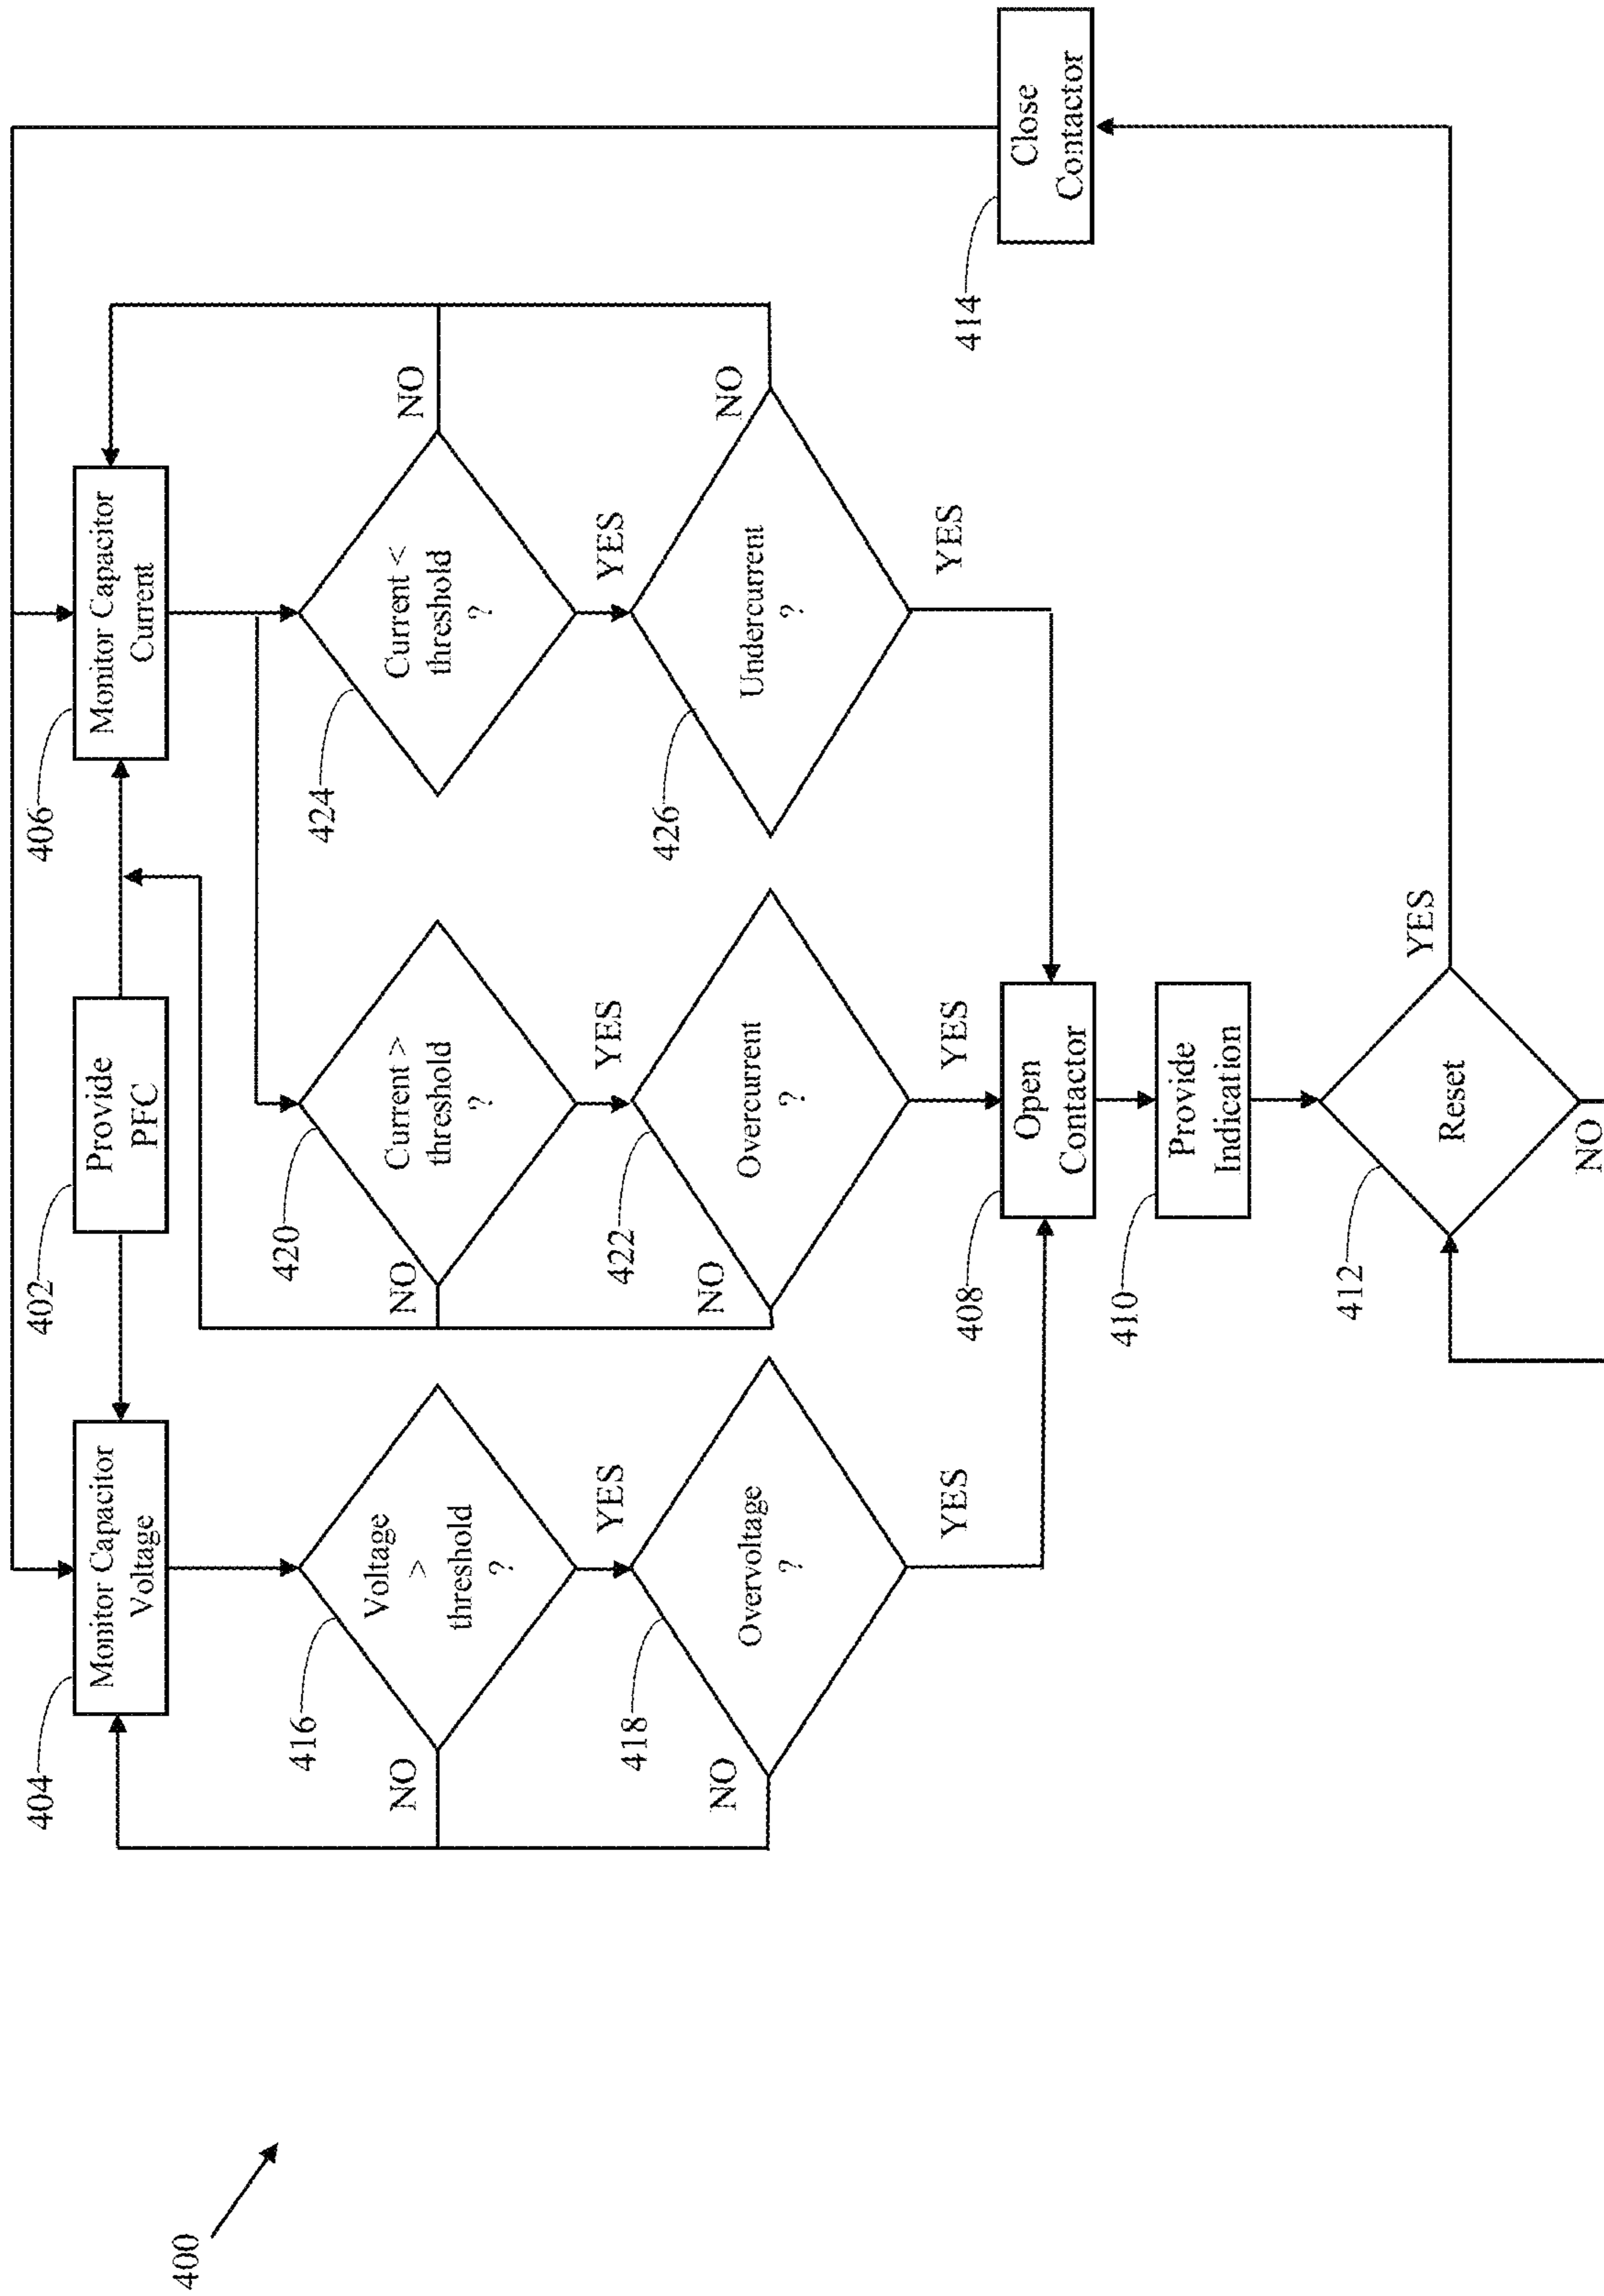 400
404
Monitor Capacitor
Voltage
402
Provide
PFC
406
Monitor Capacitor
Current
416
Voltage
>
threshold
?
NO
YES
420
Current >
threshold
?
NO
YES
424
Current <
threshold
?
NO
YES
418
Overvoltage
?
NO
YES
422
Overcurrent
?
NO
YES
426
Undercurrent
?
NO
YES
408
Open
Contactor
414
Close
Contactor
410
Provide
Indication
412
Reset
YES
NO